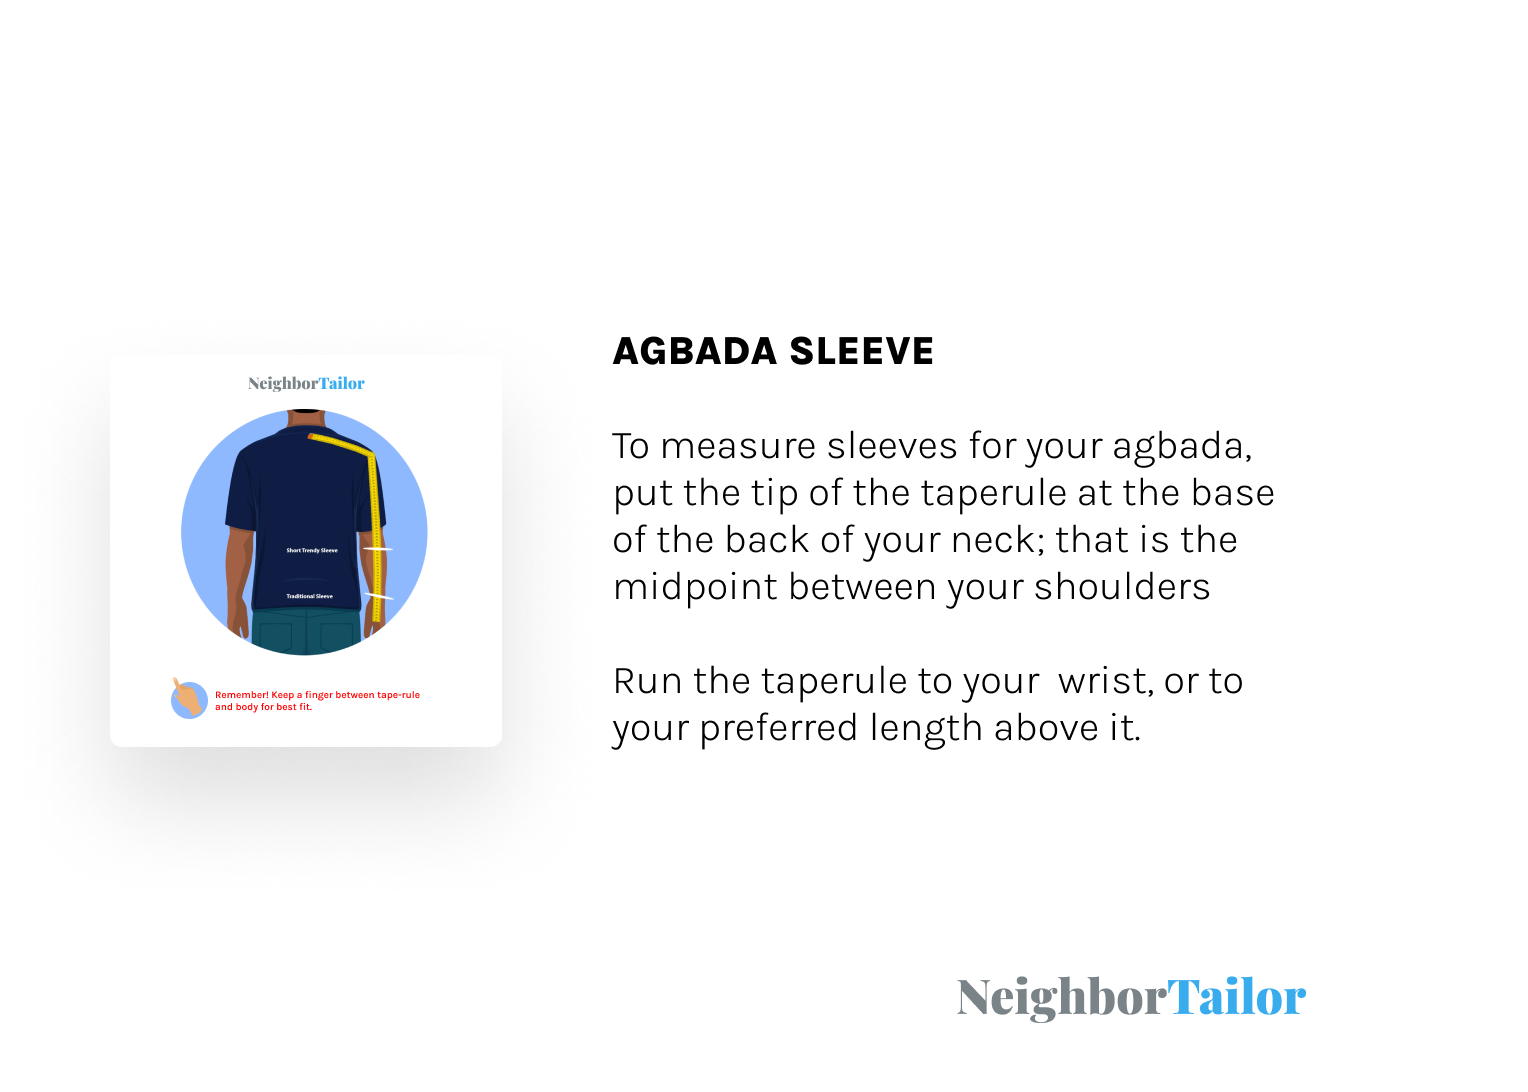 NeighborTailor
Short Trendy Sleeve
Traditional Sleeve
Remember! Keep a finger between tape-rule
and body for best fit.
AGBADA SLEEVE
To measure sleeves for your agbada,
put the tip of the taperule at the base
of the back of your neck; that is the
midpoint between your shoulders
Run the taperule to your  wrist, or to
your preferred length above it.
NeighborTailor